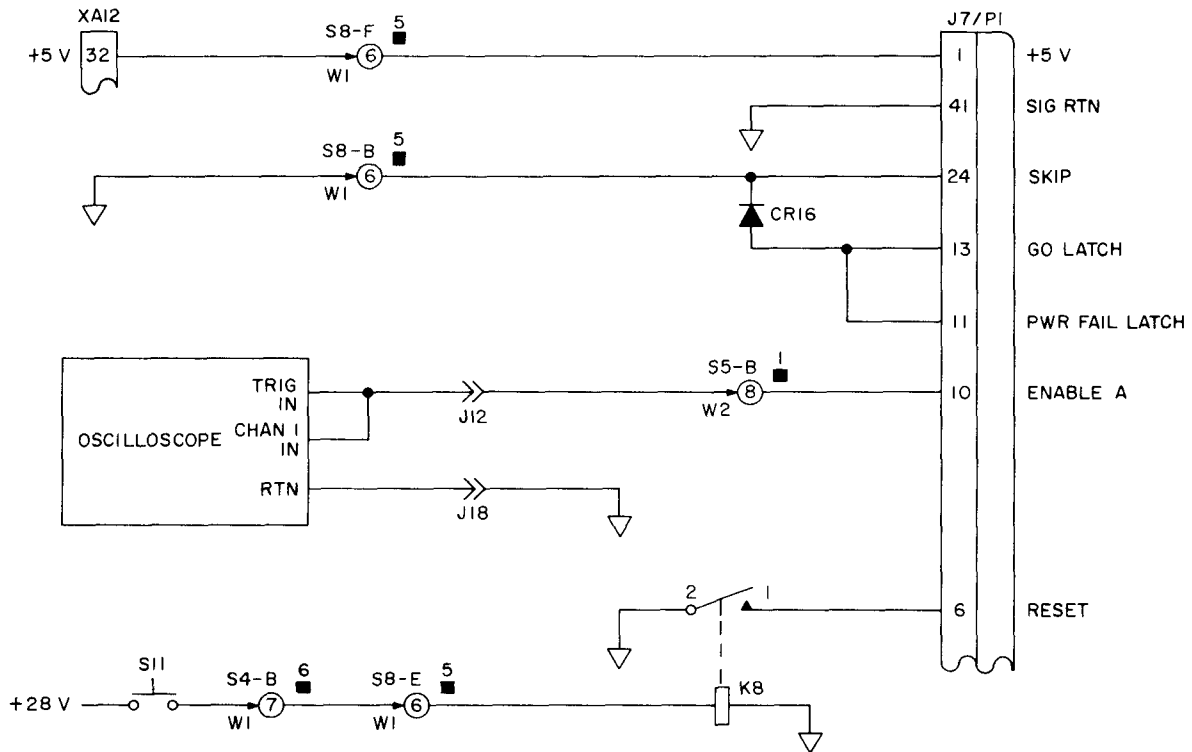 XA12
J7/P1
S8-F 5
+5 V 32 6 1 +5 V
W1
41 SIG RTN
S8-B 5
6 24 SKIP
W1
CR16
13 GO LATCH
11 PWR FAIL LATCH
S5-B 1
TRIG IN
J12
8 10 ENABLE A
W2
OSCILLOSCOPE
CHAN 1 IN
RTN
J18
2 1
6 RESET
S11
S4-B 6
S8-E 5
+28 V 7 6 K8
W1 W1